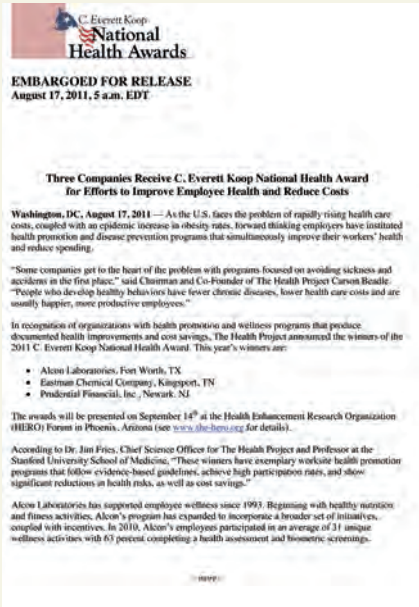 C. Everett Koop
National
Health Awards
EMBARGOED FOR RELEASE
August 17, 2011, 5 a.m. EDT
Three Companies Receive C. Everett Koop National Health Award
for Efforts to Improve Employee Health and Reduce Costs
Washington, DC, August 17, 2011 — As the U.S. faces the problem of rapidly rising health care
costs, coupled with an epidemic increase in obesity rates, forward thinking employers have instituted
health promotion and disease prevention programs that simultaneously improve their workers' health
and reduce spending.
"Some companies get to the heart of the problem with programs focused on avoiding sickness and
accidents in the first place," said Chairman and Co-Founder of The Health Project Carson Beadle.
"People who develop healthy behaviors have fewer chronic diseases, lower health care costs and are
usually happier, more productive employees."
In recognition of organizations with health promotion and wellness programs that produce
documented health improvements and cost savings, The Health Project announced the winners of the
2011 C. Everett Koop National Health Award. This year's winners are:
• Alcon Laboratories, Fort Worth, TX
• Eastman Chemical Company, Kingsport, TN
• Prudential Financial, Inc., Newark, NJ
The awards will be presented on September 14th at the Health Enhancement Research Organization
(HERO) Forum in Phoenix, Arizona (see www.the-hero.org for details).
According to Dr. Jim Fries, Chief Science Officer for The Health Project and Professor at the
Stanford University School of Medicine, "These winners have exemplary worksite health promotion
programs that follow evidence-based guidelines, achieve high participation rates, and show
significant reductions in health risks, as well as cost savings."
Alcon Laboratories has supported employee wellness since 1993. Beginning with healthy nutrition
and fitness activities, Alcon's program has expanded to incorporate a broader set of initiatives,
coupled with incentives. In 2010, Alcon's employees participated in an average of 31 unique
wellness activities with 63 percent completing a health assessment and biometric screenings.